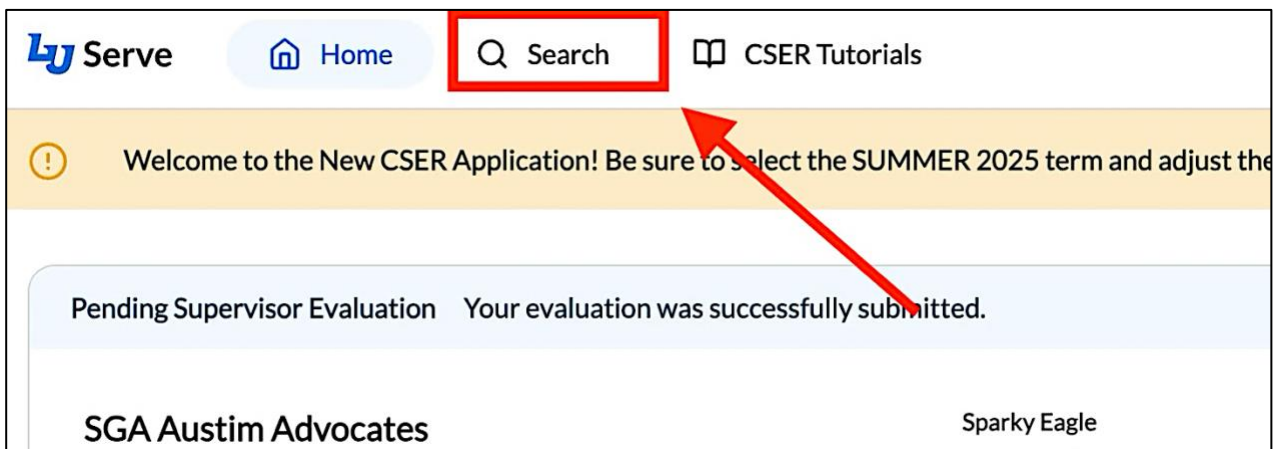 LU Serve Home Search CSER Tutorials
Welcome to the New CSER Application! Be sure to select the SUMMER 2025 term and adjust the
Pending Supervisor Evaluation Your evaluation was successfully submitted.
SGA Austim Advocates Sparky Eagle